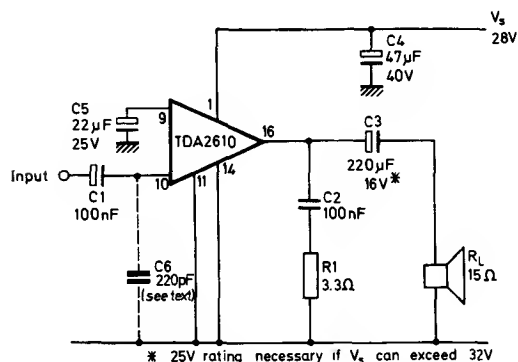 Vs
28V
C4
47µF
40V
C5
22µF
25V
9
1
TDA2610
16
C3
220µF
16V *
Input
C1
100nF
10
11
14
C2
100nF
C6
220pF
(see text)
R1
3.3Ω
RL
15Ω
* 25V rating necessary if Vs can exceed 32V